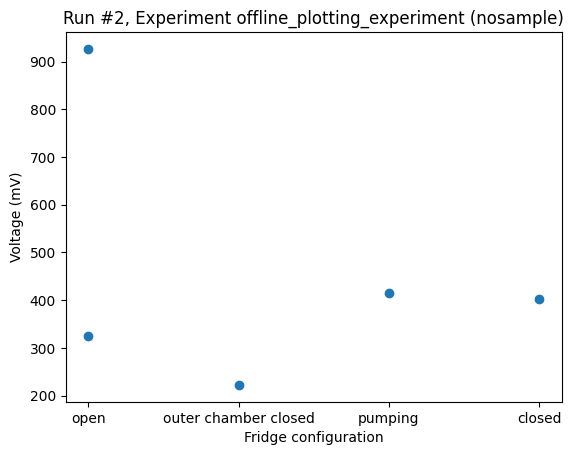 Run #2, Experiment offline_plotting_experiment (nosample)
900
800
700
600
500
400
300
200
Voltage (mV)
open
outer chamber closed
pumping
closed
Fridge configuration